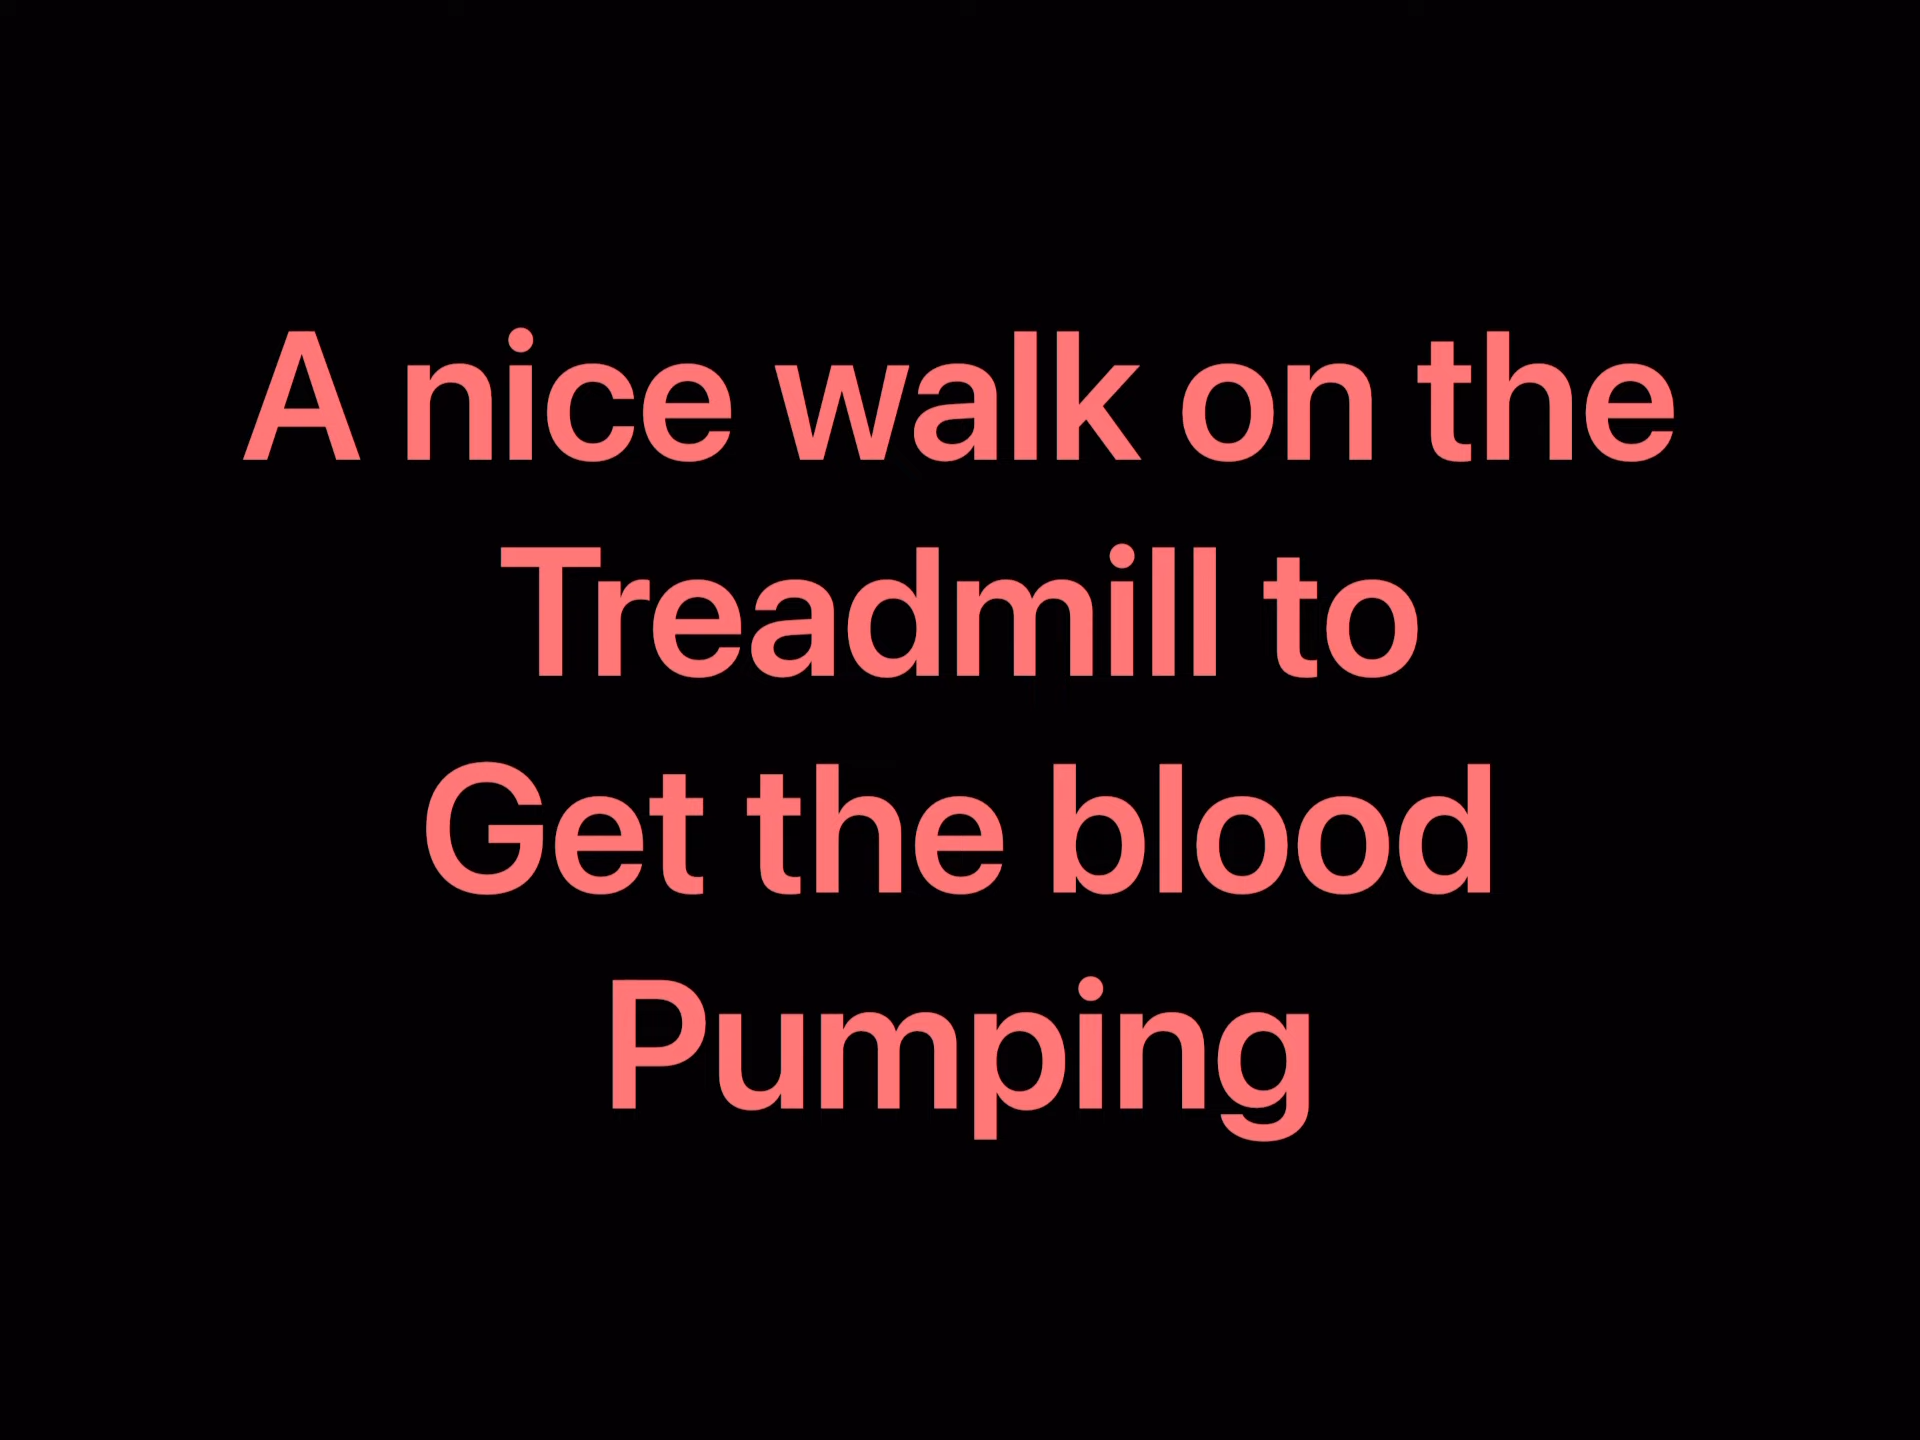 A nice walk on the
Treadmill to
Get the blood
Pumping